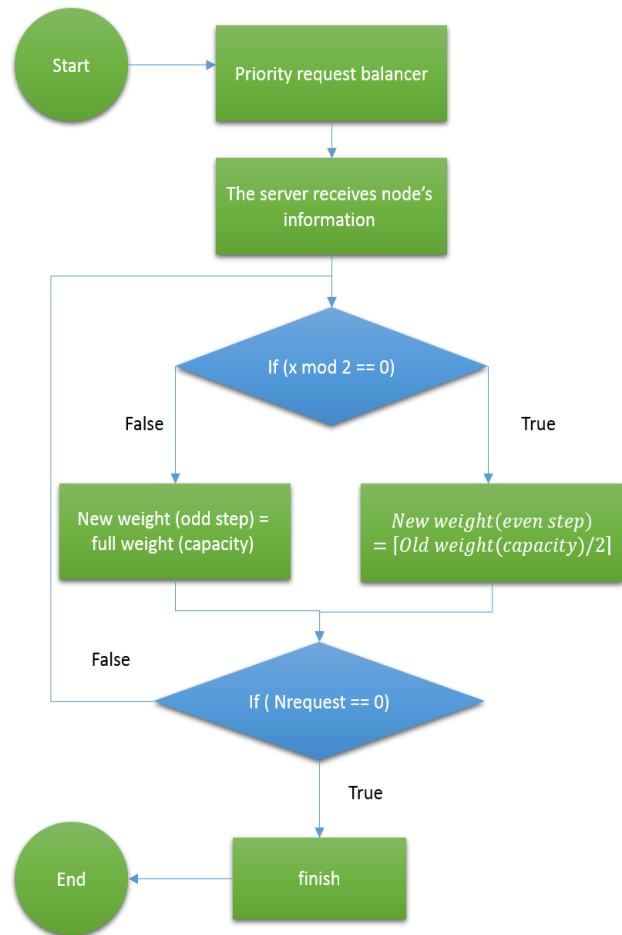 Start
Priority request balancer
The server receives node's
information
If (x mod 2 == 0)
False
True
New weight (odd step) =
full weight (capacity)
New weight(even step)
= ⌈Old weight(capacity)/2⌉
False
If ( Nrequest == 0)
True
End
finish